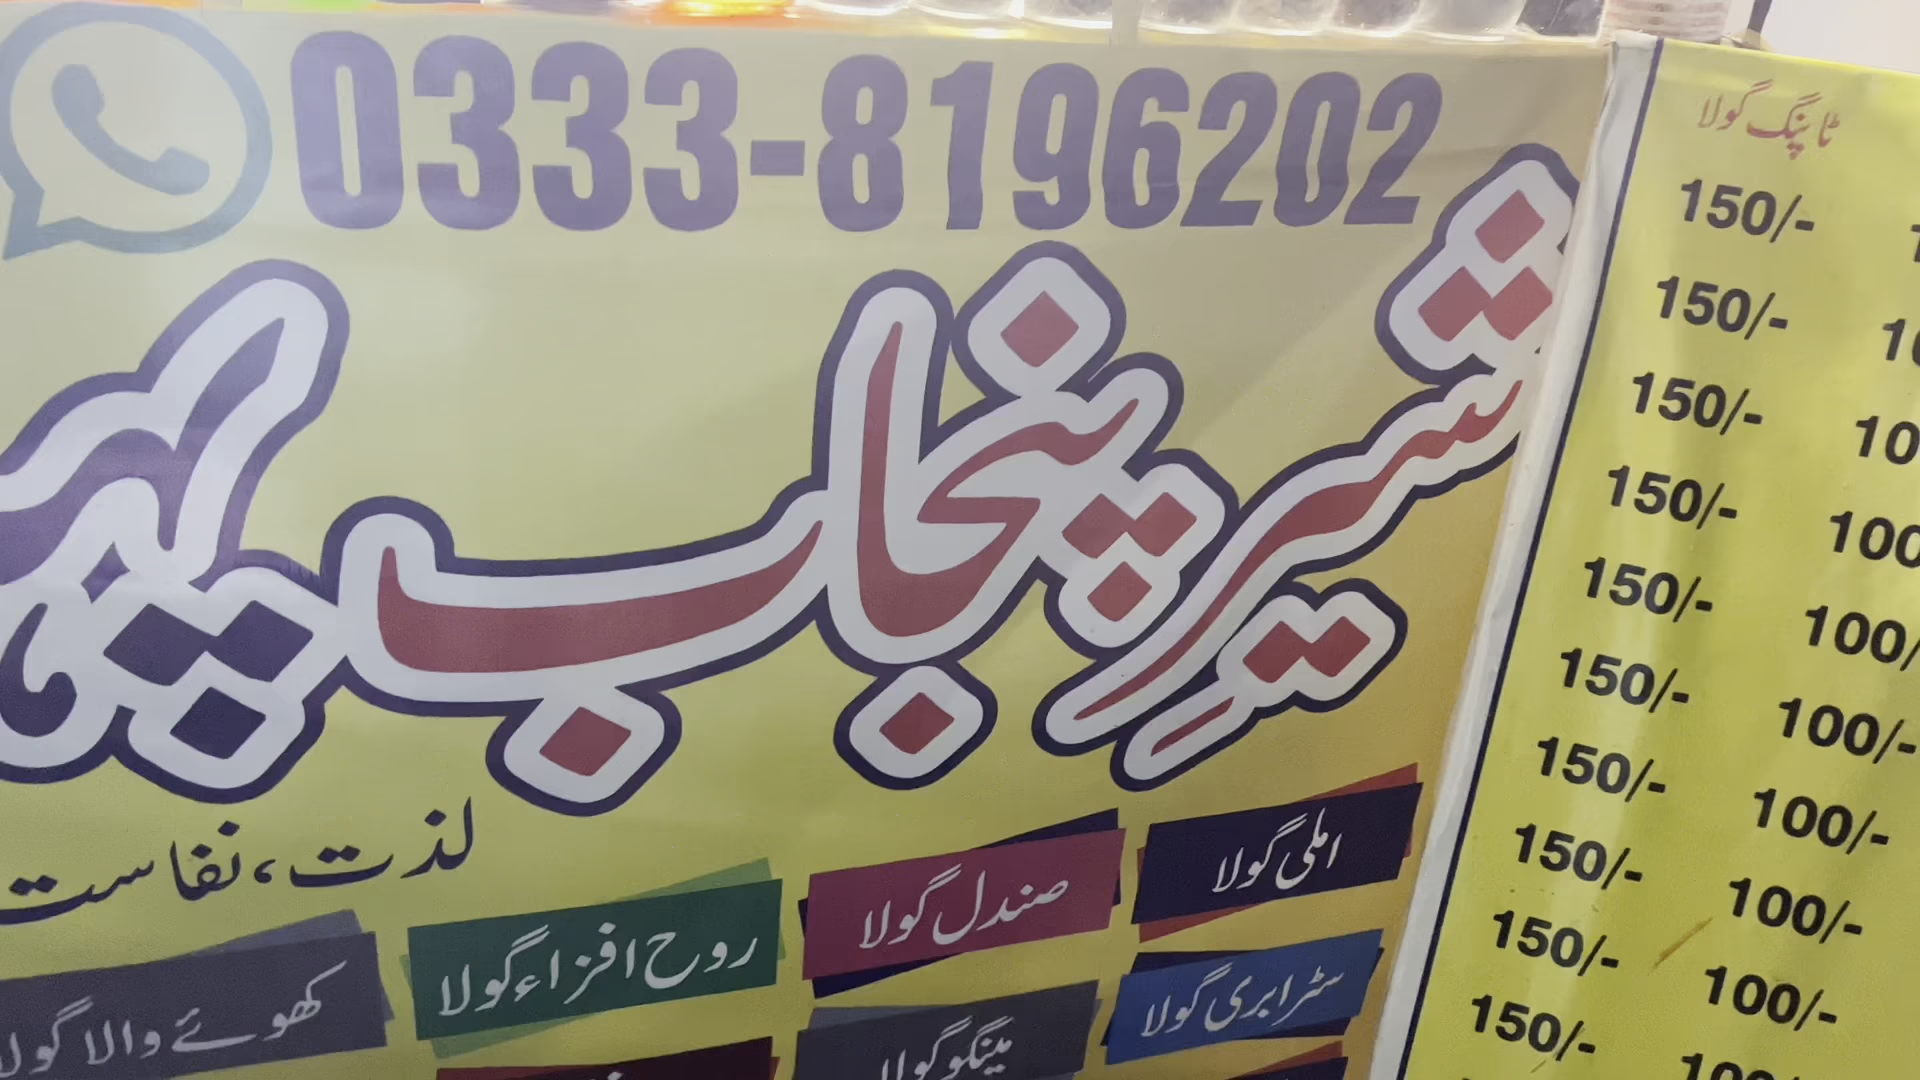 0333-8196202
شیرِ پنجاب
لذت، نفاست
املی گولا
صندل گولا
روح افزاء گولا
کھوئے والا گولا
سٹرابری گولا
مینگو گولا
ٹاپنگ گولا
150/-
150/-
150/-
150/-
150/- 100/
150/- 100/-
150/- 100/-
150/- 100/-
150/- 100/-
150/-